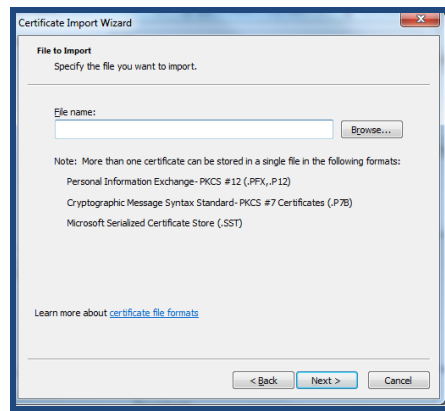 Certificate Import Wizard
File to Import
Specify the file you want to import.
File name:
Browse...
Note: More than one certificate can be stored in a single file in the following formats:
Personal Information Exchange- PKCS #12 (.PFX,.P12)
Cryptographic Message Syntax Standard- PKCS #7 Certificates (.P7B)
Microsoft Serialized Certificate Store (.SST)
Learn more about certificate file formats
< Back Next > Cancel